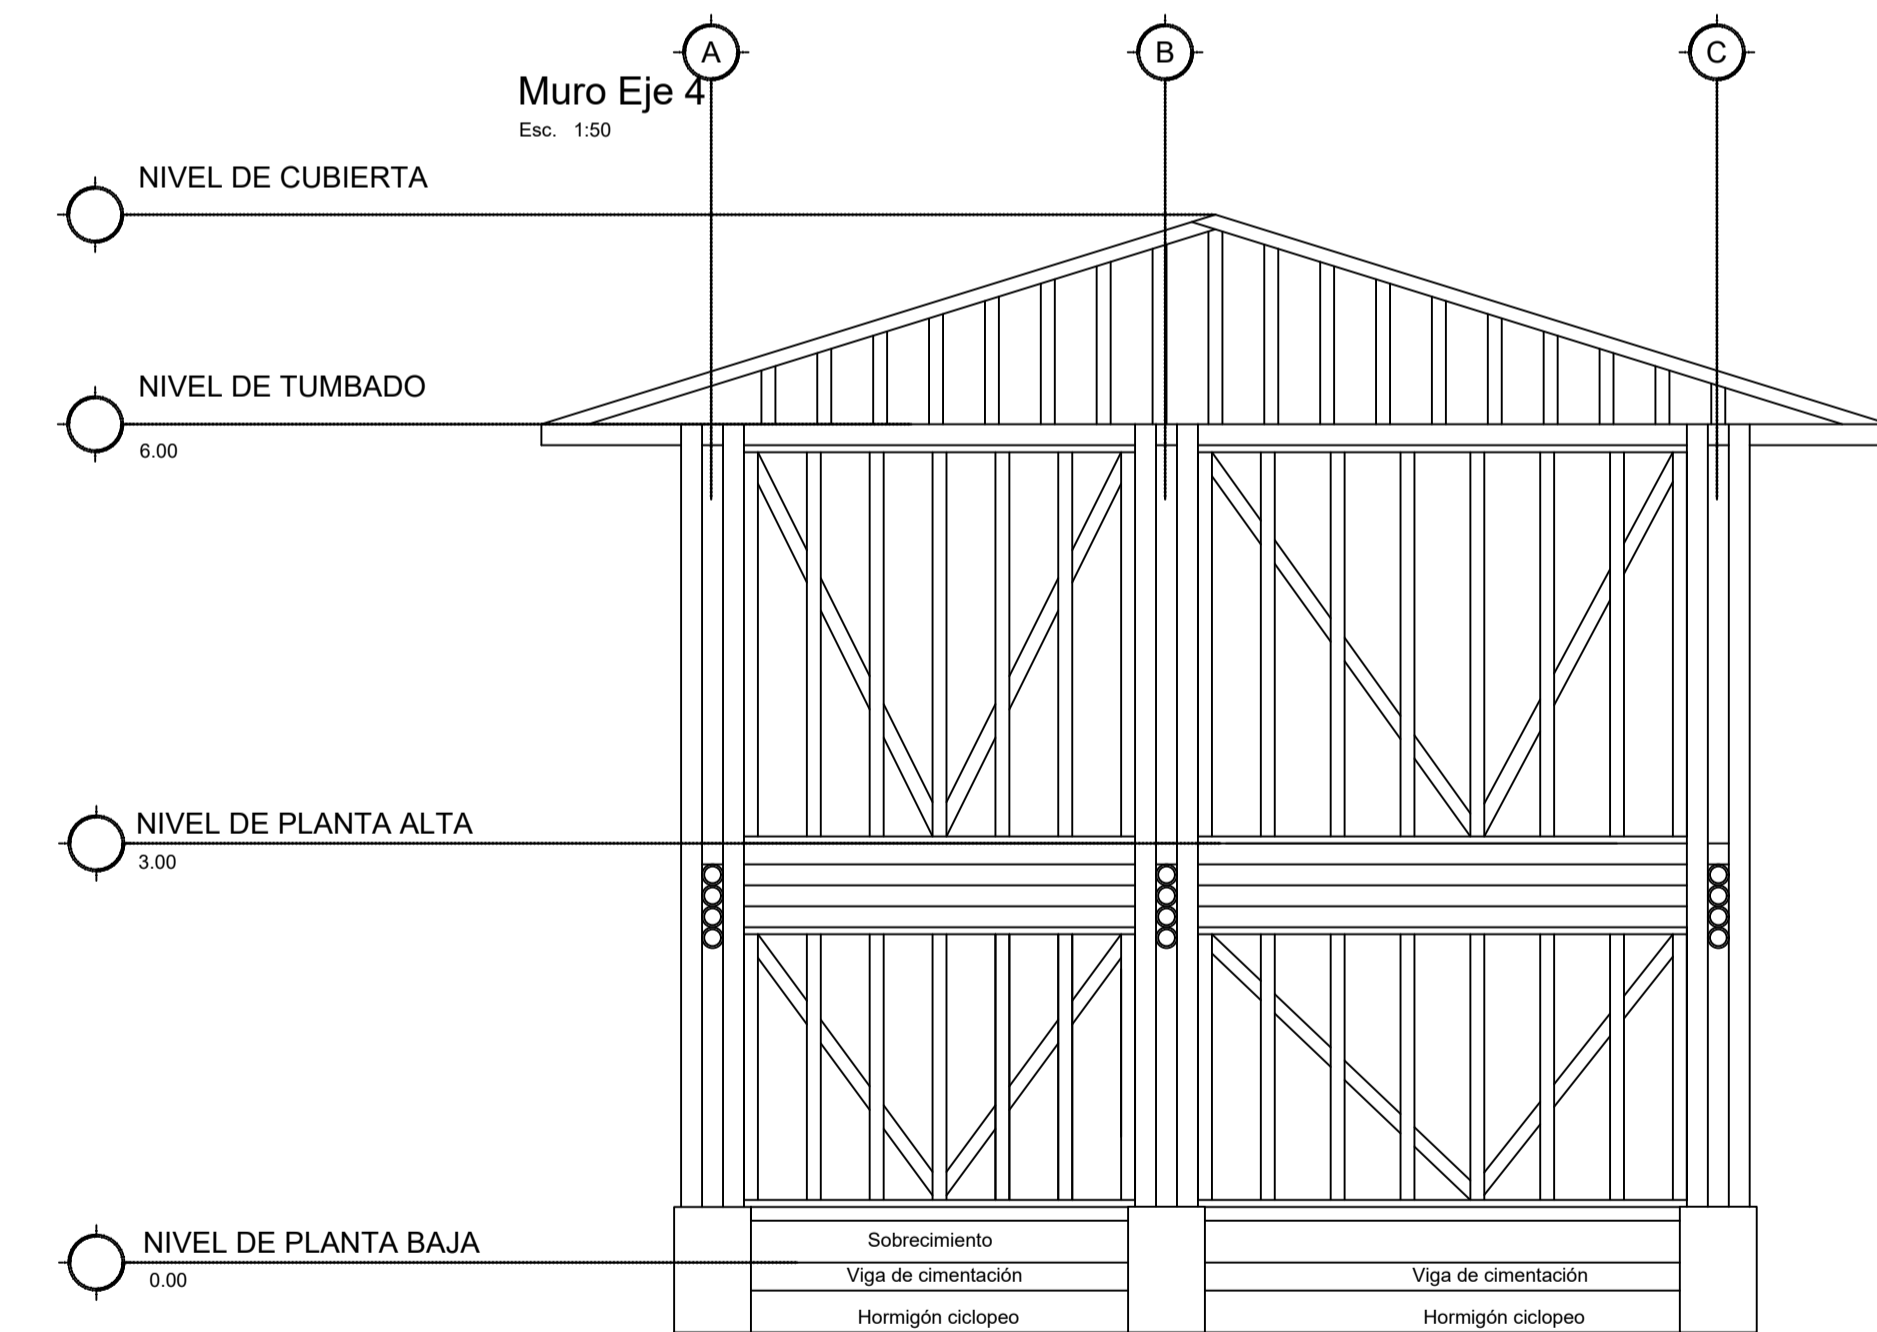 A
B
C
Muro Eje 4
Esc. 1:50
NIVEL DE CUBIERTA
NIVEL DE TUMBADO
6.00
NIVEL DE PLANTA ALTA
3.00
NIVEL DE PLANTA BAJA
0.00
Sobrecimiento
Viga de cimentación
Viga de cimentación
Hormigón ciclopeo
Hormigón ciclopeo